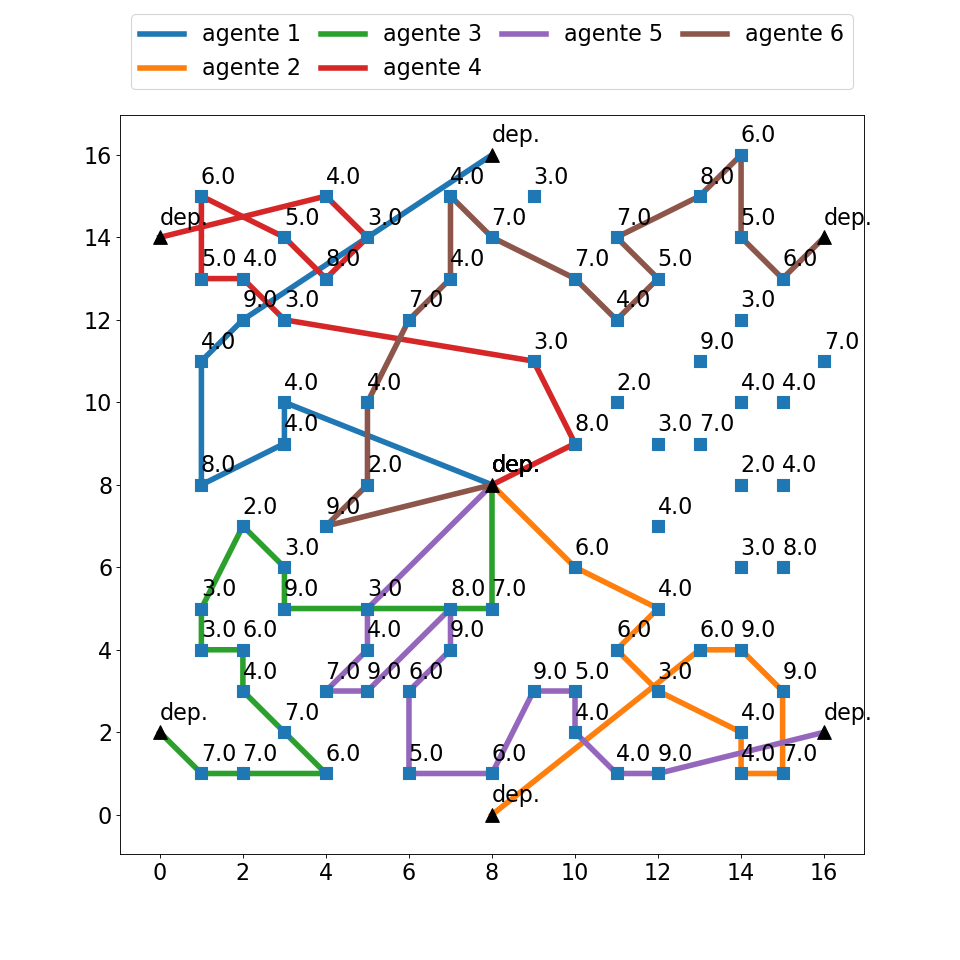 agente 1 agente 3 agente 5 agente 6
agente 2 agente 4
dep. 6.0
16
6.0 4.0 4.0 3.0 8.0
dep. 5.0 3.0 7.0 7.0 5.0 dep.
14
5.0 4.0 8.0 4.0 7.0 5.0 6.0
9.0 3.0 7.0 4.0 3.0
12
4.0 3.0 9.0 7.0
4.0 4.0 2.0 4.0 4.0
10
4.0 8.0 3.0 7.0
8.0 2.0 dep. 2.0 4.0
8
2.0 9.0 4.0
3.0 6.0 3.0 8.0
6
3.0 9.0 3.0 8.0 7.0 4.0
3.0 6.0 4.0 9.0 6.0 6.0 9.0
4
4.0 7.0 9.0 6.0 9.0 5.0 3.0 9.0
dep. 7.0 4.0 4.0 dep.
2
7.0 7.0 6.0 5.0 6.0 4.0 9.0 4.0 7.0
dep.
0
0 2 4 6 8 10 12 14 16